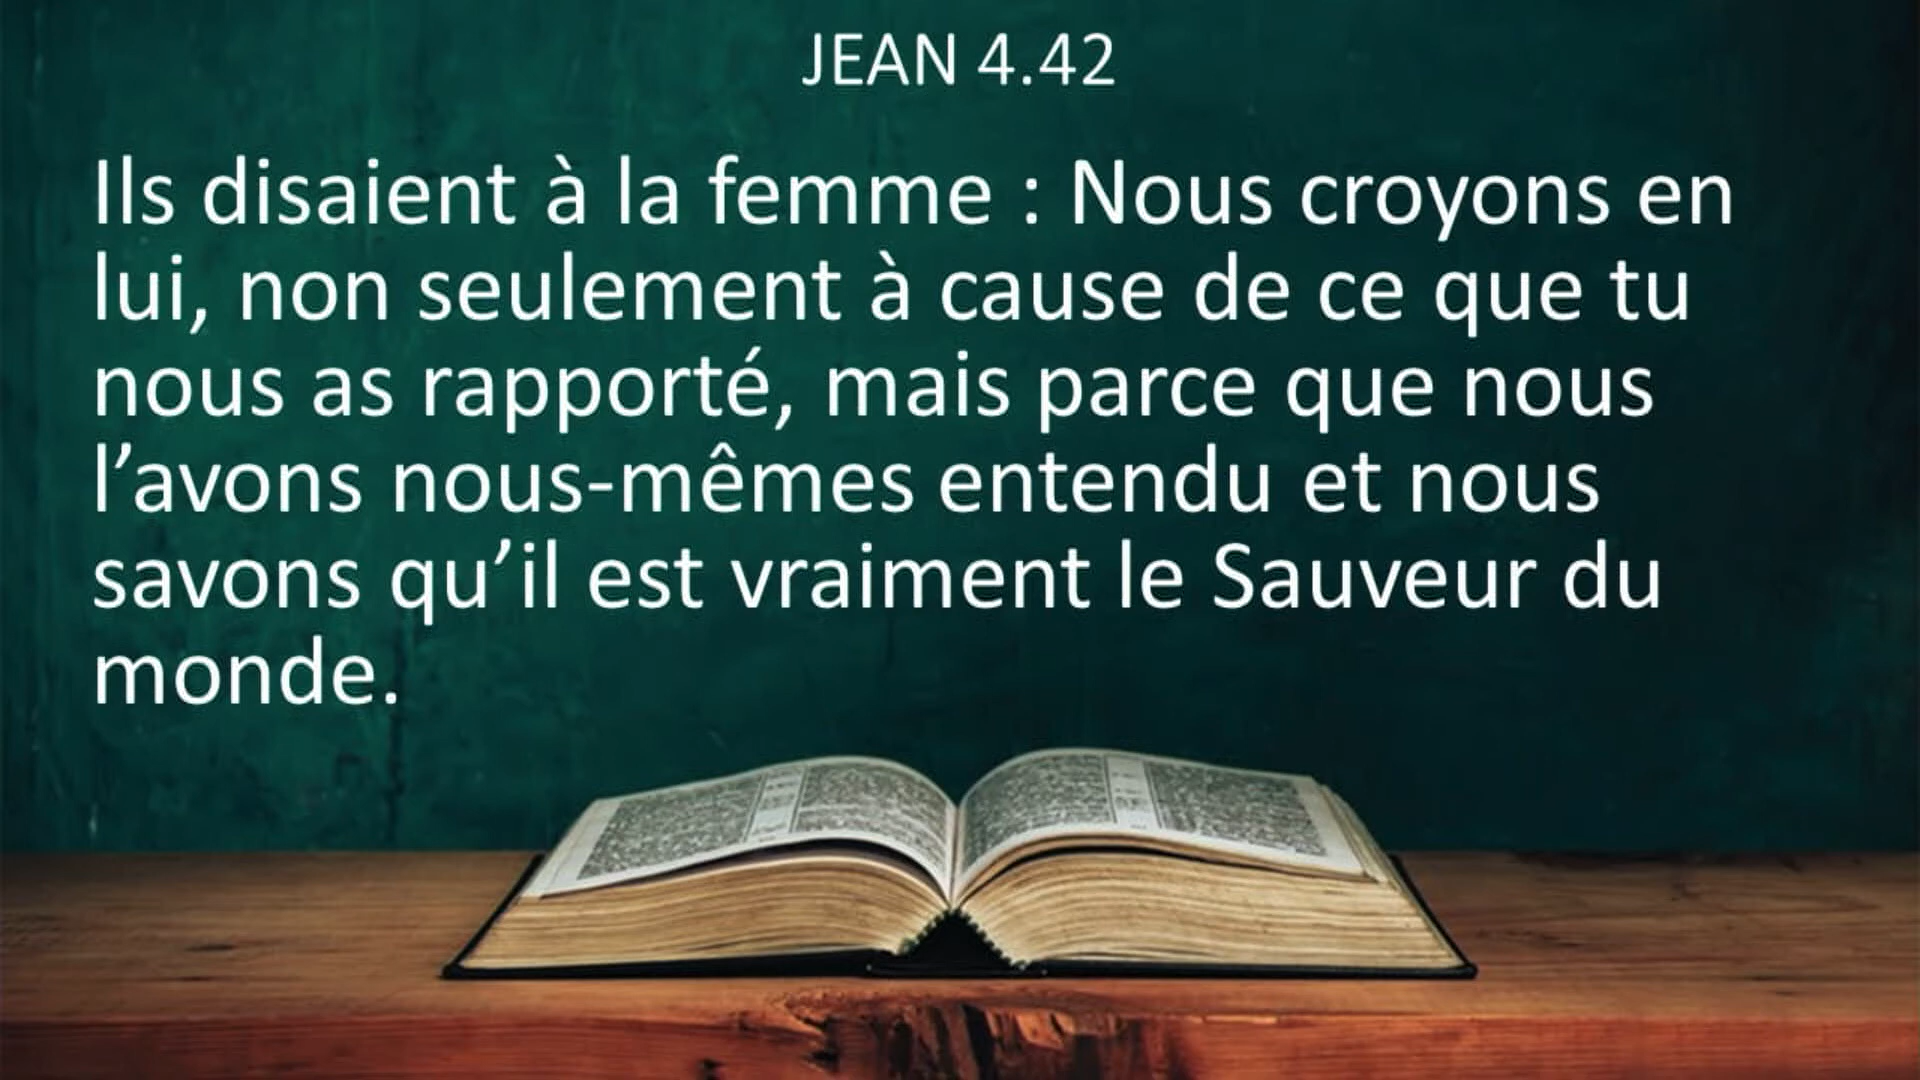 JEAN 4.42
Ils disaient à la femme : Nous croyons en
lui, non seulement à cause de ce que tu
nous as rapporté, mais parce que nous
l’avons nous-mêmes entendu et nous
savons qu’il est vraiment le Sauveur du
monde.